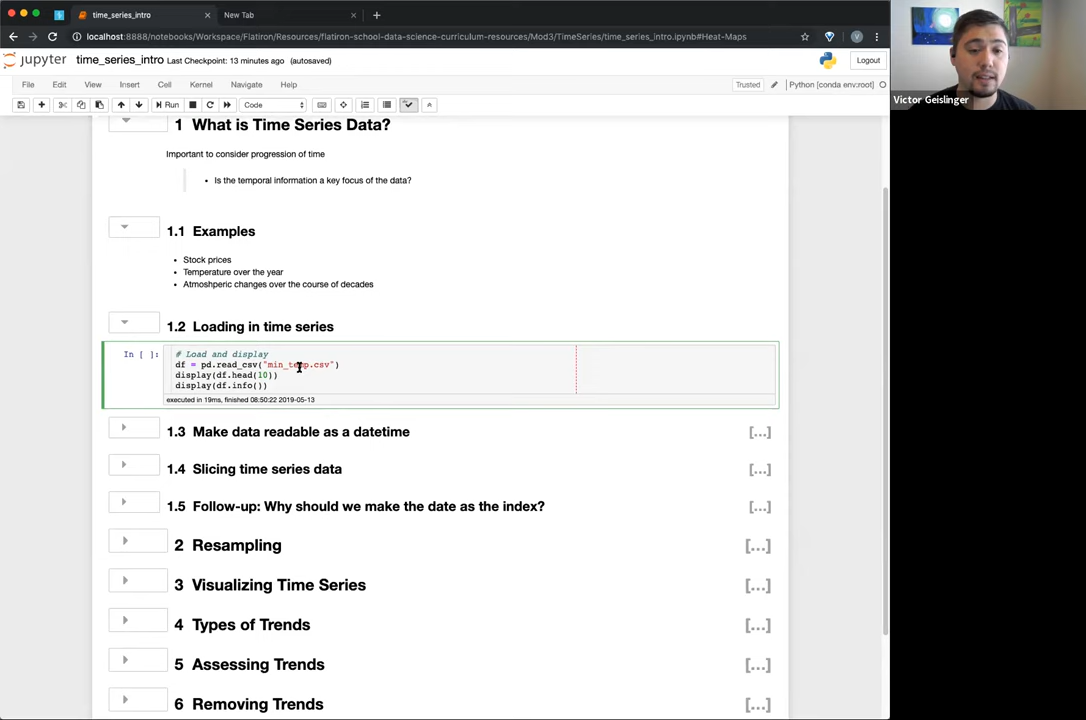 time_series_intro
New Tab
localhost:8888/notebooks/Workspace/Flatiron/Resources/flatiron-school-data-science-curriculum-resources/Mod3/TimeSeries/time_series_intro.ipynb#Heat-Maps
V
jupyter time_series_intro Last Checkpoint: 13 minutes ago (autosaved)
Logout
File Edit View Insert Cell Kernel Navigate Help
Trusted
Python [conda env:root]
Run
Code
Victor Geislinger
1 What is Time Series Data?
Important to consider progression of time
• Is the temporal information a key focus of the data?
1.1 Examples
• Stock prices
• Temperature over the year
• Atmoshperic changes over the course of decades
1.2 Loading in time series
In [ ]:
# Load and display
df = pd.read_csv("min_temp.csv")
display(df.head(10))
display(df.info())
executed in 19ms, finished 08:50:22 2019-05-13
1.3 Make data readable as a datetime
[...]
1.4 Slicing time series data
[...]
1.5 Follow-up: Why should we make the date as the index?
[...]
2 Resampling
[...]
3 Visualizing Time Series
[...]
4 Types of Trends
[...]
5 Assessing Trends
[...]
6 Removing Trends
[...]